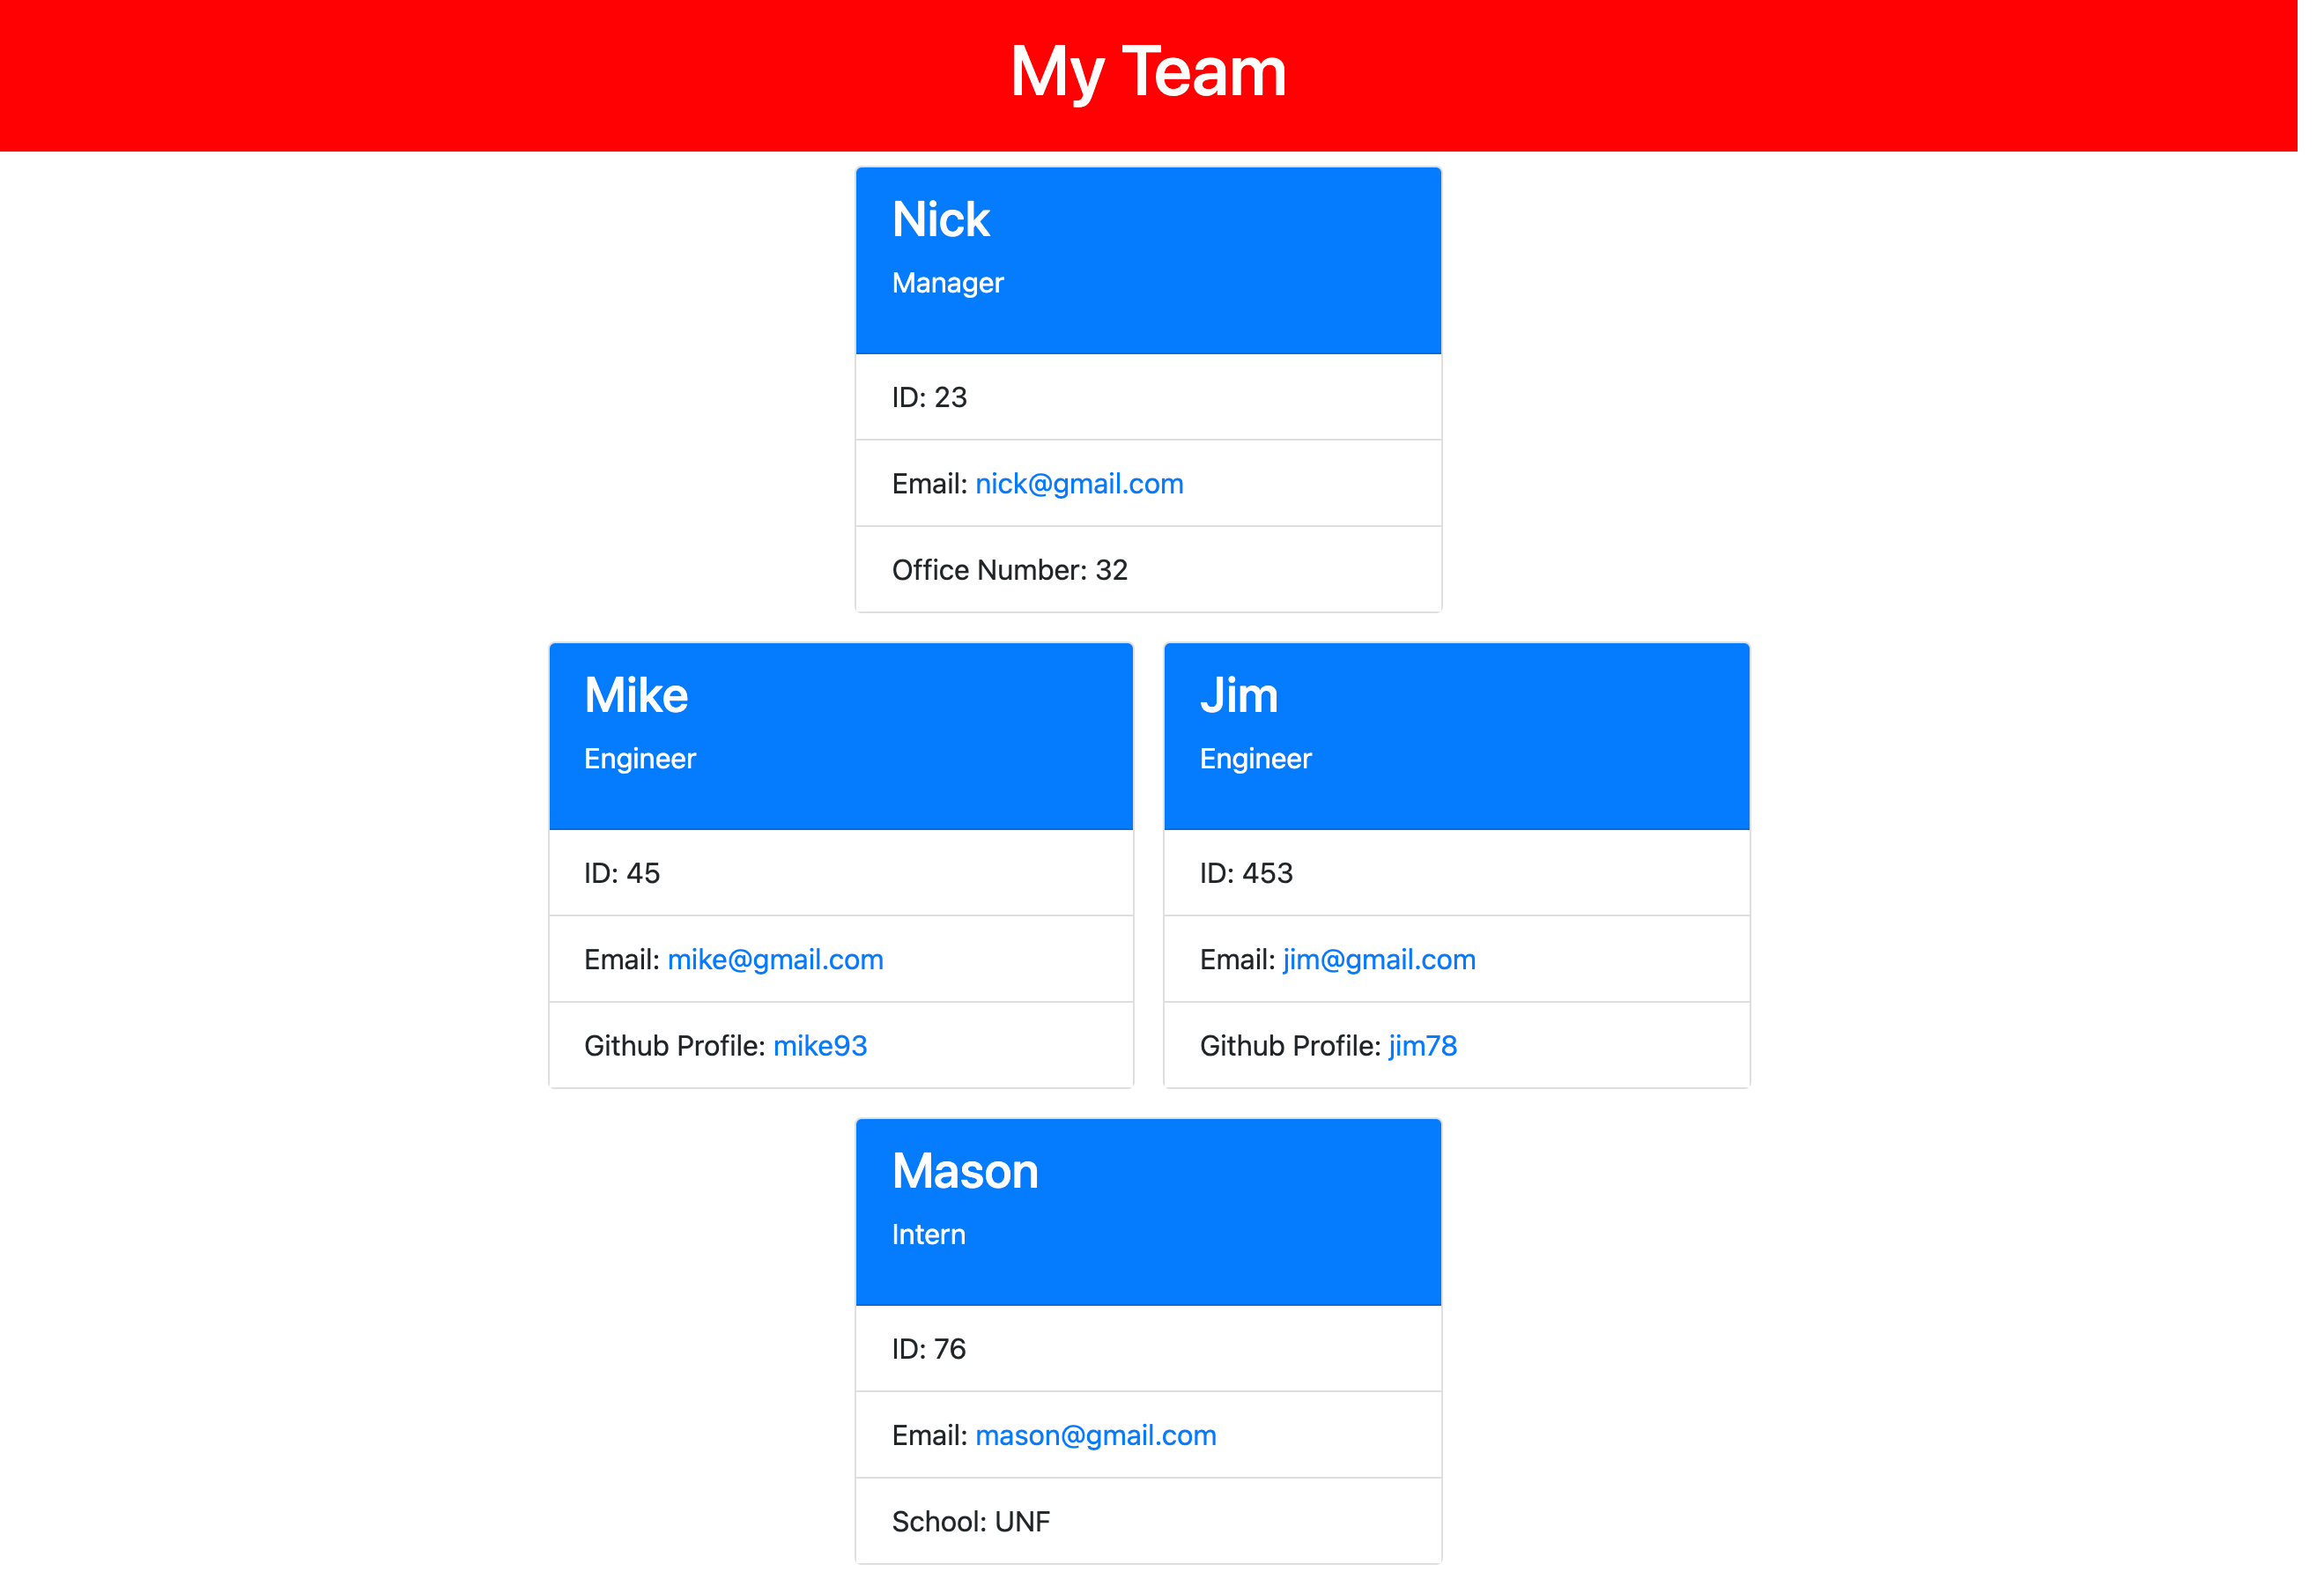 My Team
Nick
Manager
ID: 23
Email: nick@gmail.com
Office Number: 32
Mike
Engineer
ID: 45
Email: mike@gmail.com
Github Profile: mike93
Jim
Engineer
ID: 453
Email: jim@gmail.com
Github Profile: jim78
Mason
Intern
ID: 76
Email: mason@gmail.com
School: UNF